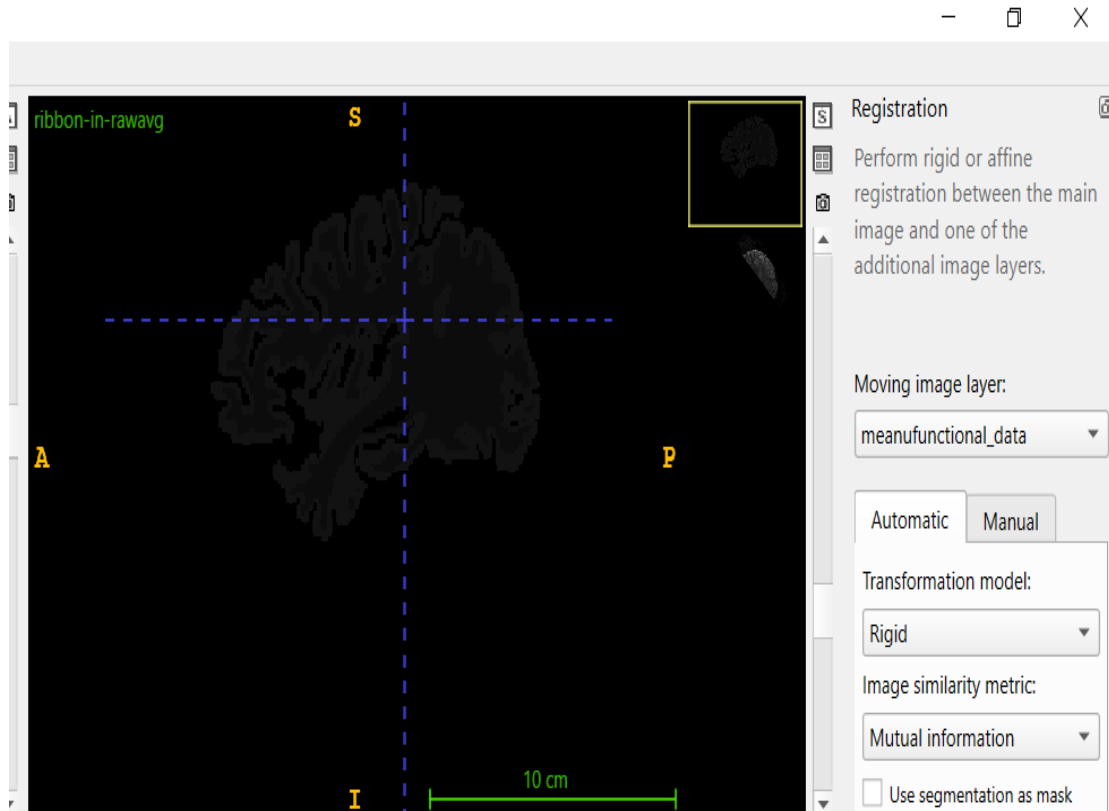 ribbon-in-rawavg
S
A
P
I
10 cm
S
Registration
Perform rigid or affine
registration between the main
image and one of the
additional image layers.
Moving image layer:
meanufunctional_data
Automatic
Manual
Transformation model:
Rigid
Image similarity metric:
Mutual information
Use segmentation as mask